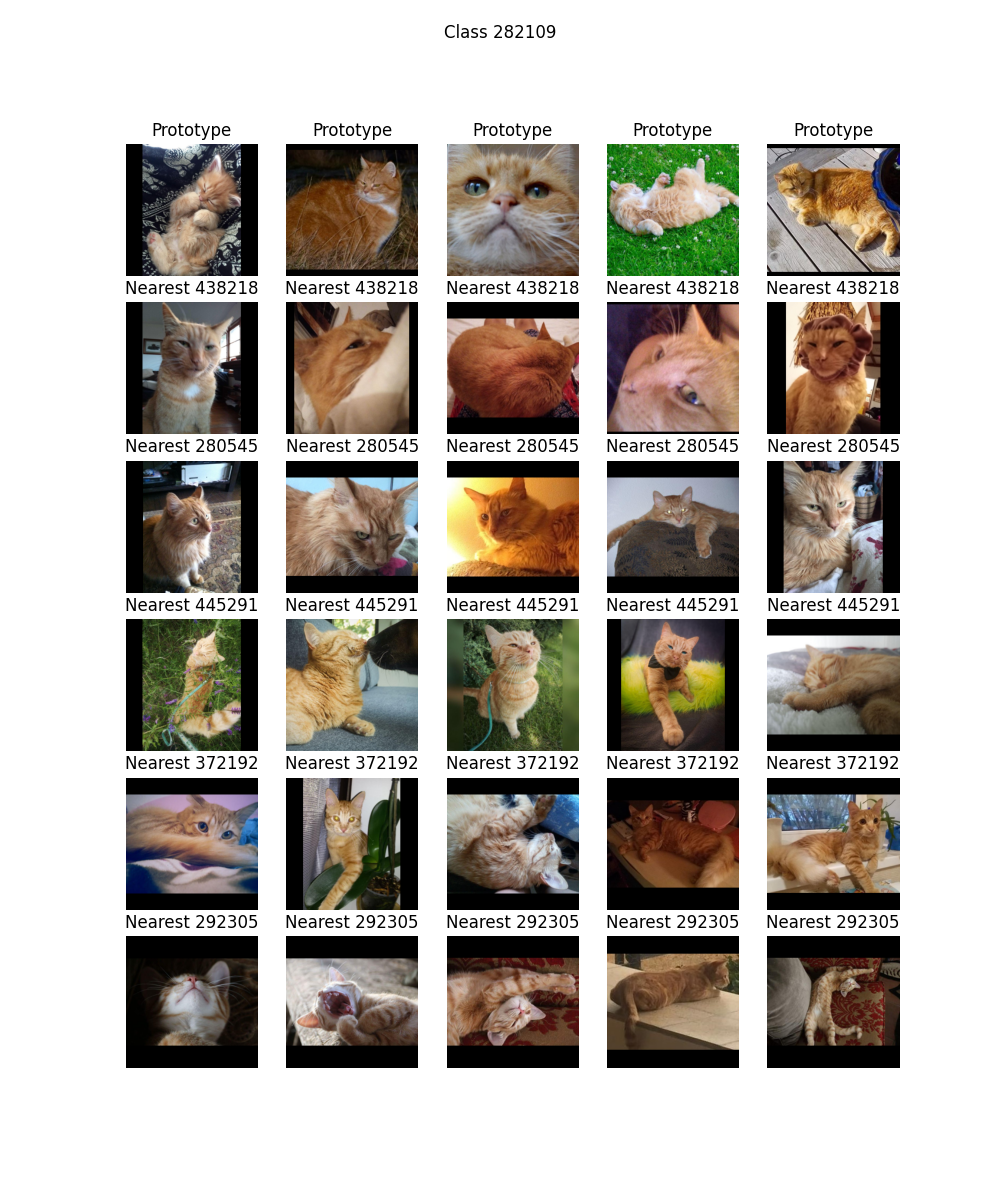 Class 282109
Prototype Prototype Prototype Prototype Prototype
Nearest 438218 Nearest 438218 Nearest 438218 Nearest 438218 Nearest 438218
Nearest 280545 Nearest 280545 Nearest 280545 Nearest 280545 Nearest 280545
Nearest 445291 Nearest 445291 Nearest 445291 Nearest 445291 Nearest 445291
Nearest 372192 Nearest 372192 Nearest 372192 Nearest 372192 Nearest 372192
Nearest 292305 Nearest 292305 Nearest 292305 Nearest 292305 Nearest 292305